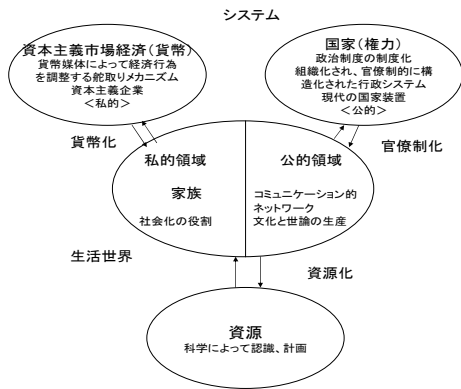 システム
資本主義市場経済(貨幣)
貨幣媒体によって経済行為
を調整する舵取りメカニズム
資本主義企業
<私的>
国家(権力)
政治制度の制度化
組織化され、官僚制的に構
造化された行政システム
現代の国家装置
<公的>
貨幣化
官僚制化
私的領域
家族
社会化の役割
公的領域
コミュニケーション的
ネットワーク
文化と世論の生産
生活世界
資源化
資源
科学によって認識、計画